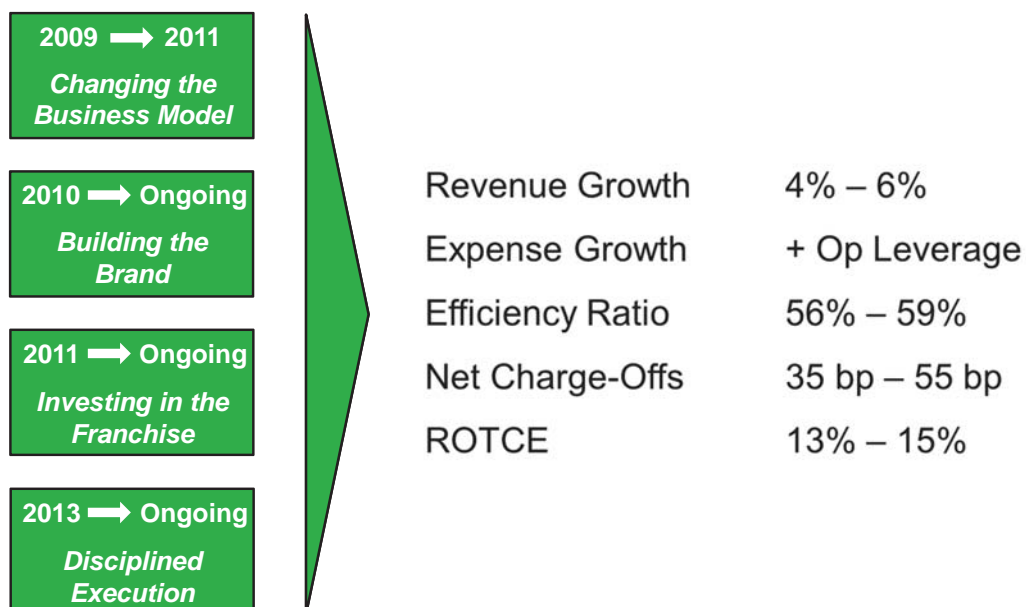 2009 → 2011
Changing the
Business Model
2010 → Ongoing
Building the
Brand
2011 → Ongoing
Investing in the
Franchise
2013 → Ongoing
Disciplined
Execution
Revenue Growth 4% – 6%
Expense Growth + Op Leverage
Efficiency Ratio 56% – 59%
Net Charge-Offs 35 bp – 55 bp
ROTCE 13% – 15%